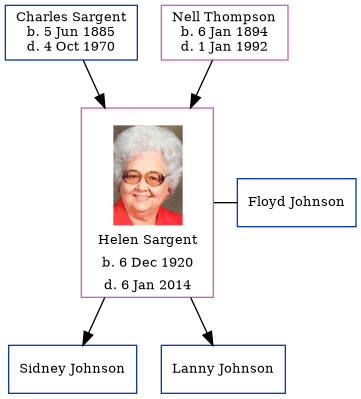 Charles Sargent
b. 5 Jun 1885
d. 4 Oct 1970
Nell Thompson
b. 6 Jan 1894
d. 1 Jan 1992
Helen Sargent
b. 6 Dec 1920
d. 6 Jan 2014
Floyd Johnson
Sidney Johnson
Lanny Johnson